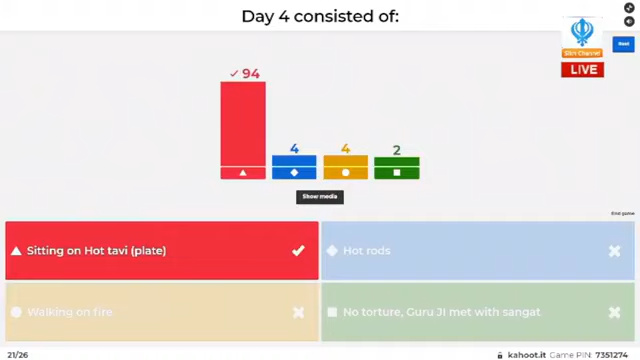 Day 4 consisted of:
Sikh Channel
LIVE
Next
94
4
4
2
Show media
End game
Sitting on Hot tavi (plate)
Hot rods
Walking on fire
No torture, Guru JI met with sangat
21/26
kahoot.it Game PIN: 7351274